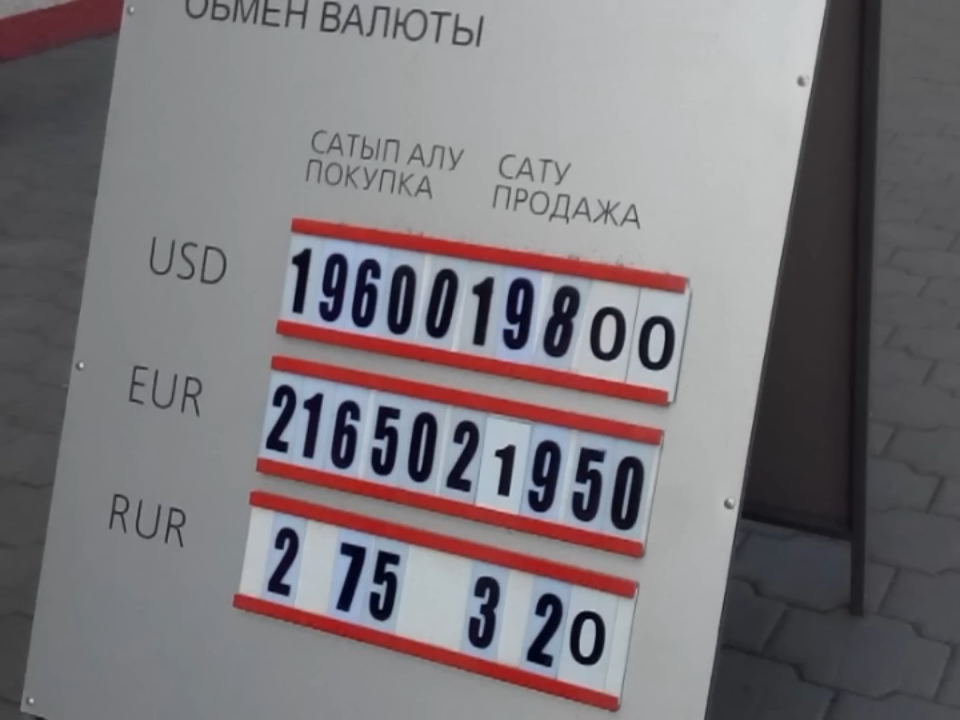 ОБМЕН ВАЛЮТЫ
САТЫП АЛУ САТУ
ПОКУПКА ПРОДАЖА
USD 19600 19800
EUR 21650 21950
RUR 2 75 3 20